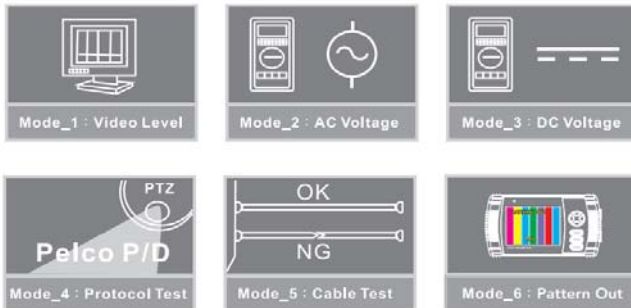 Mode_1 : Video Level
Mode_2 : AC Voltage
Mode_3 : DC Voltage
PTZ
Pelco P/D
Mode_4 : Protocol Test
OK
NG
Mode_5 : Cable Test
Mode_6 : Pattern Out